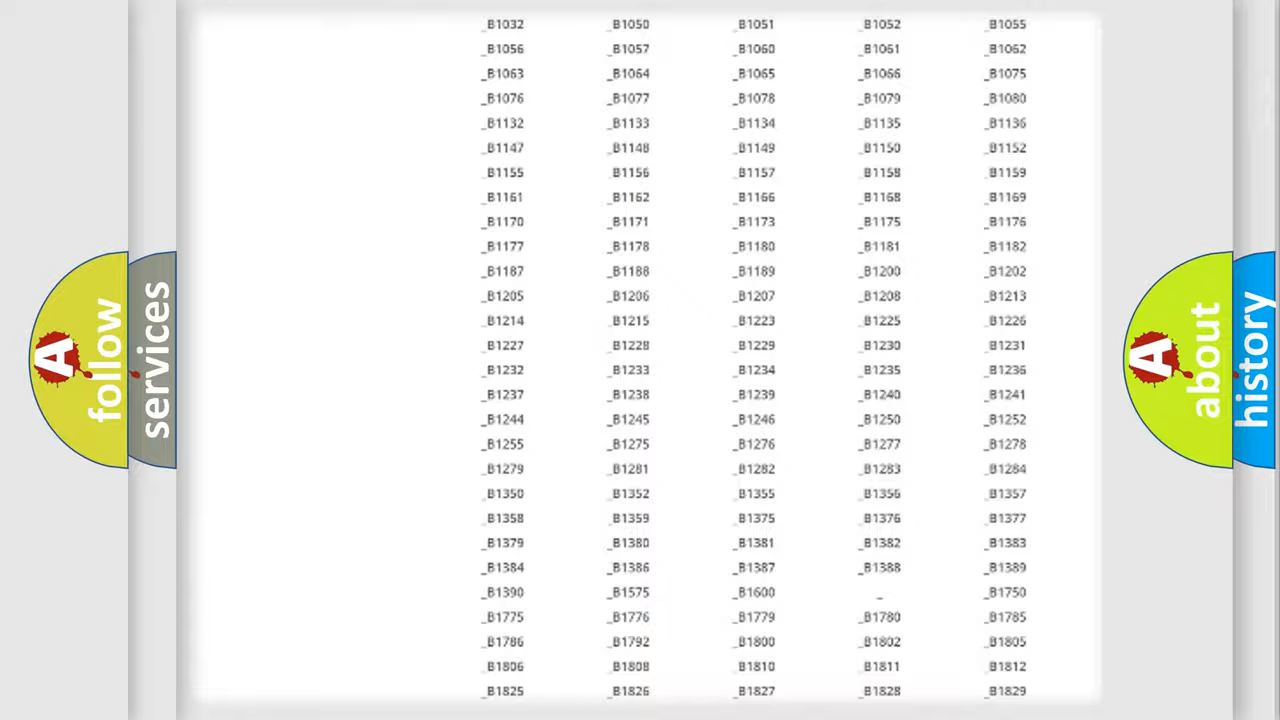 _B1032 _B1050 _B1051 _B1052 _B1055
_B1056 _B1057 _B1060 _B1061 _B1062
_B1063 _B1064 _B1065 _B1066 _B1075
_B1076 _B1077 _B1078 _B1079 _B1080
_B1132 _B1133 _B1134 _B1135 _B1136
_B1147 _B1148 _B1149 _B1150 _B1152
_B1155 _B1156 _B1157 _B1158 _B1159
_B1161 _B1162 _B1166 _B1168 _B1169
_B1170 _B1171 _B1173 _B1175 _B1176
_B1177 _B1178 _B1180 _B1181 _B1182
_B1187 _B1188 _B1189 _B1200 _B1202
_B1205 _B1206 _B1207 _B1208 _B1213
_B1214 _B1215 _B1223 _B1225 _B1226
_B1227 _B1228 _B1229 _B1230 _B1231
_B1232 _B1233 _B1234 _B1235 _B1236
_B1237 _B1238 _B1239 _B1240 _B1241
_B1244 _B1245 _B1246 _B1250 _B1252
_B1255 _B1275 _B1276 _B1277 _B1278
_B1279 _B1281 _B1282 _B1283 _B1284
_B1350 _B1352 _B1355 _B1356 _B1357
_B1358 _B1359 _B1375 _B1376 _B1377
_B1379 _B1380 _B1381 _B1382 _B1383
_B1384 _B1386 _B1387 _B1388 _B1389
_B1390 _B1575 _B1600 _ _B1750
_B1775 _B1776 _B1779 _B1780 _B1785
_B1786 _B1792 _B1800 _B1802 _B1805
_B1806 _B1808 _B1810 _B1811 _B1812
_B1825 _B1826 _B1827 _B1828 _B1829
A follow
services
A about
history